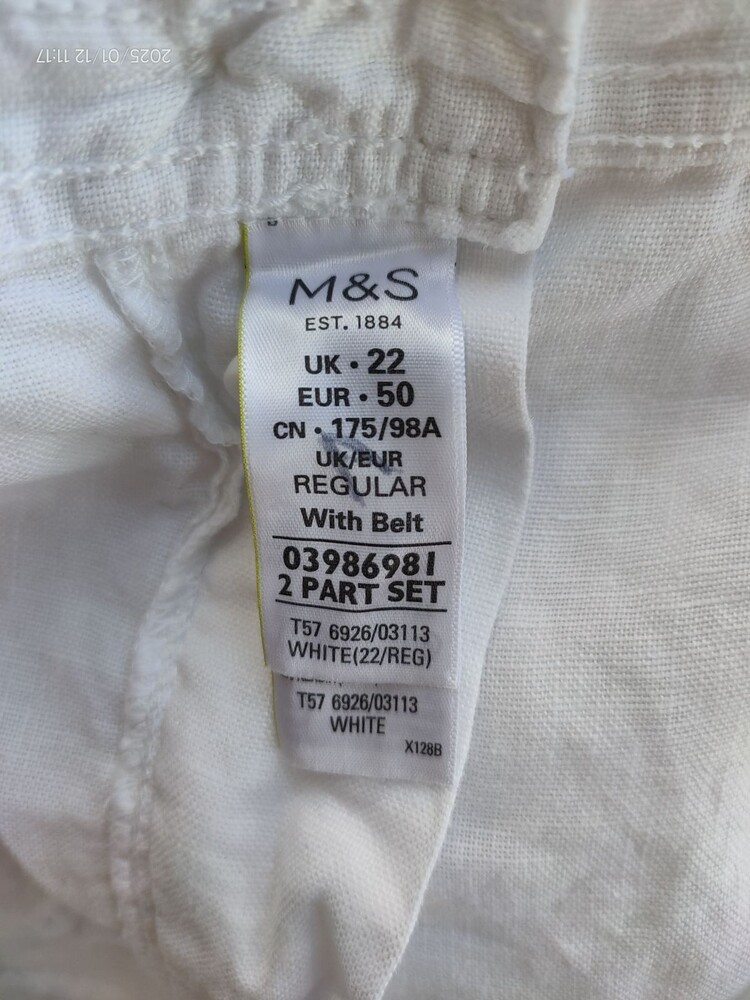 2025/01/12 11:17
M&S
EST. 1884
UK • 22
EUR • 50
CN • 175/98A
UK/EUR
REGULAR
With Belt
03986981
2 PART SET
T57 6926/03113
WHITE(22/REG)
T57 6926/03113
WHITE
X128B